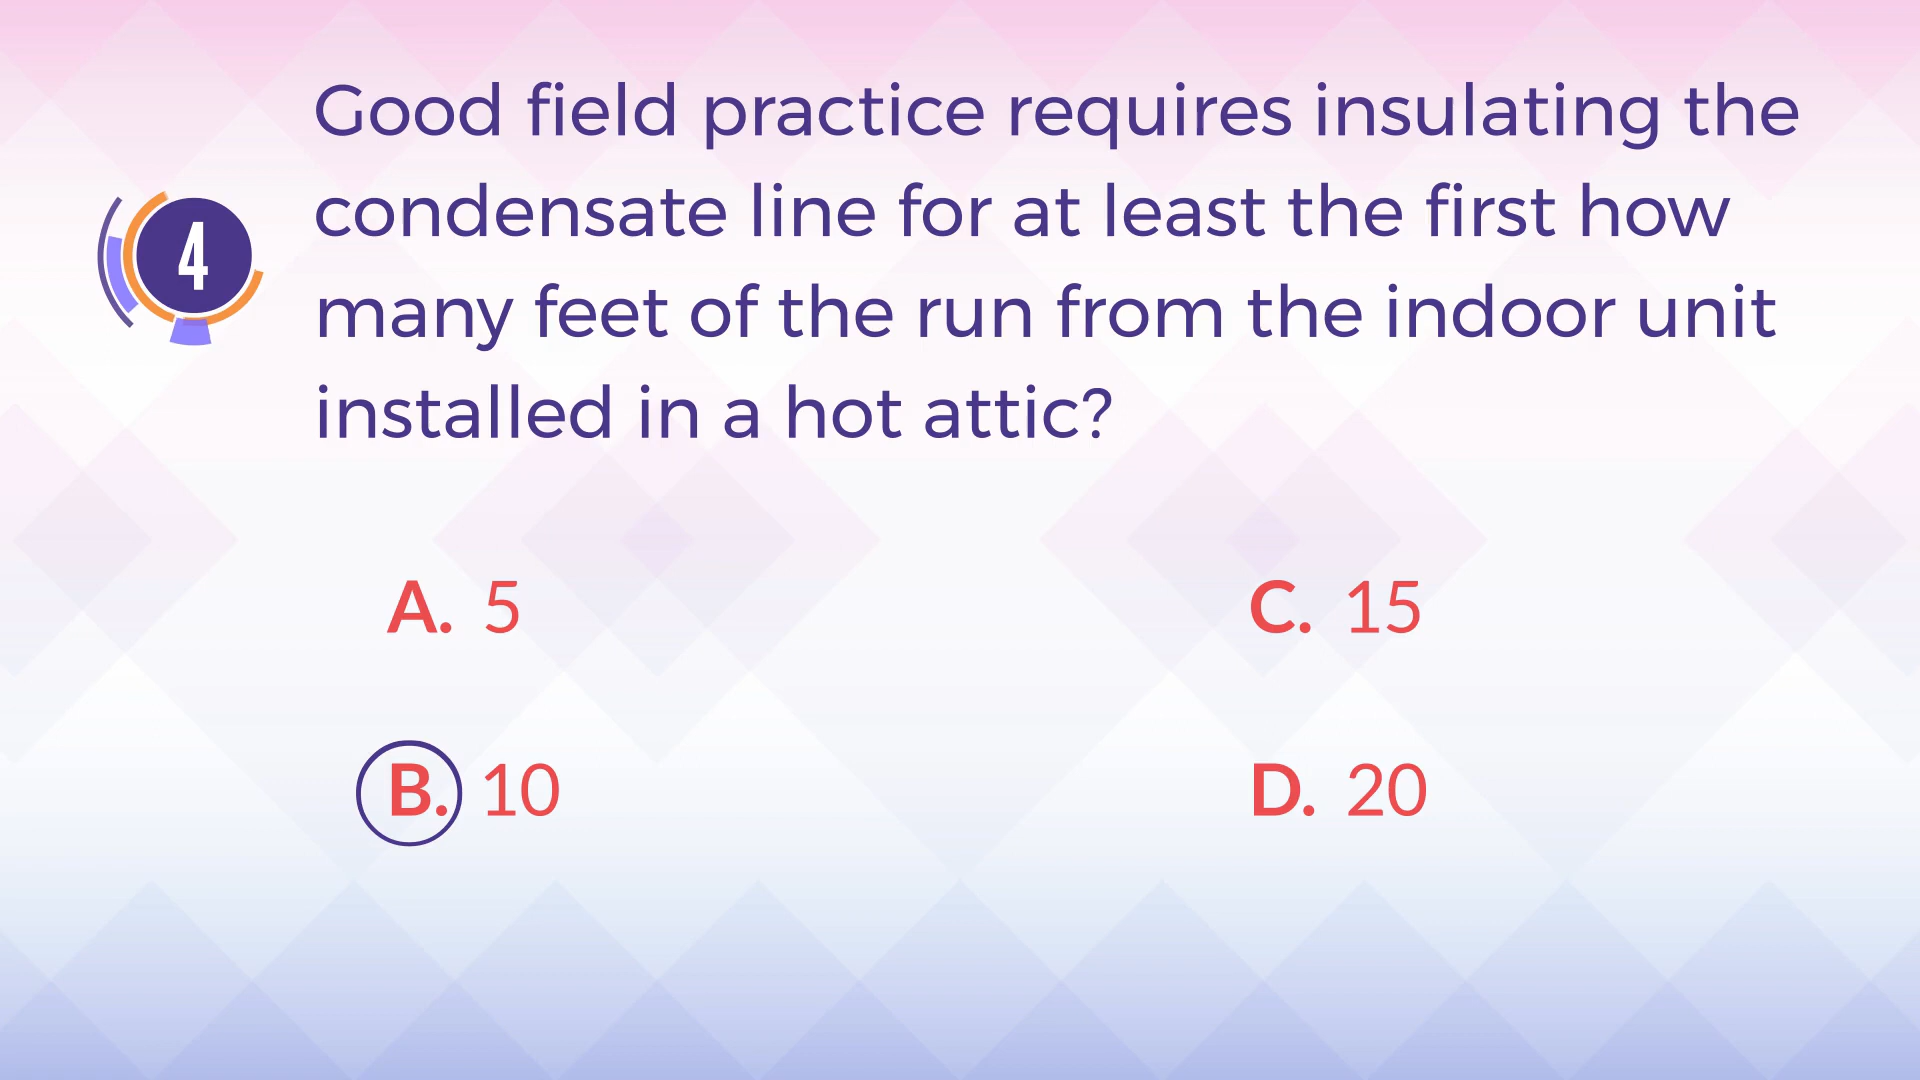 4
Good field practice requires insulating the
condensate line for at least the first how
many feet of the run from the indoor unit
installed in a hot attic?
A. 5
B. 10
C. 15
D. 20